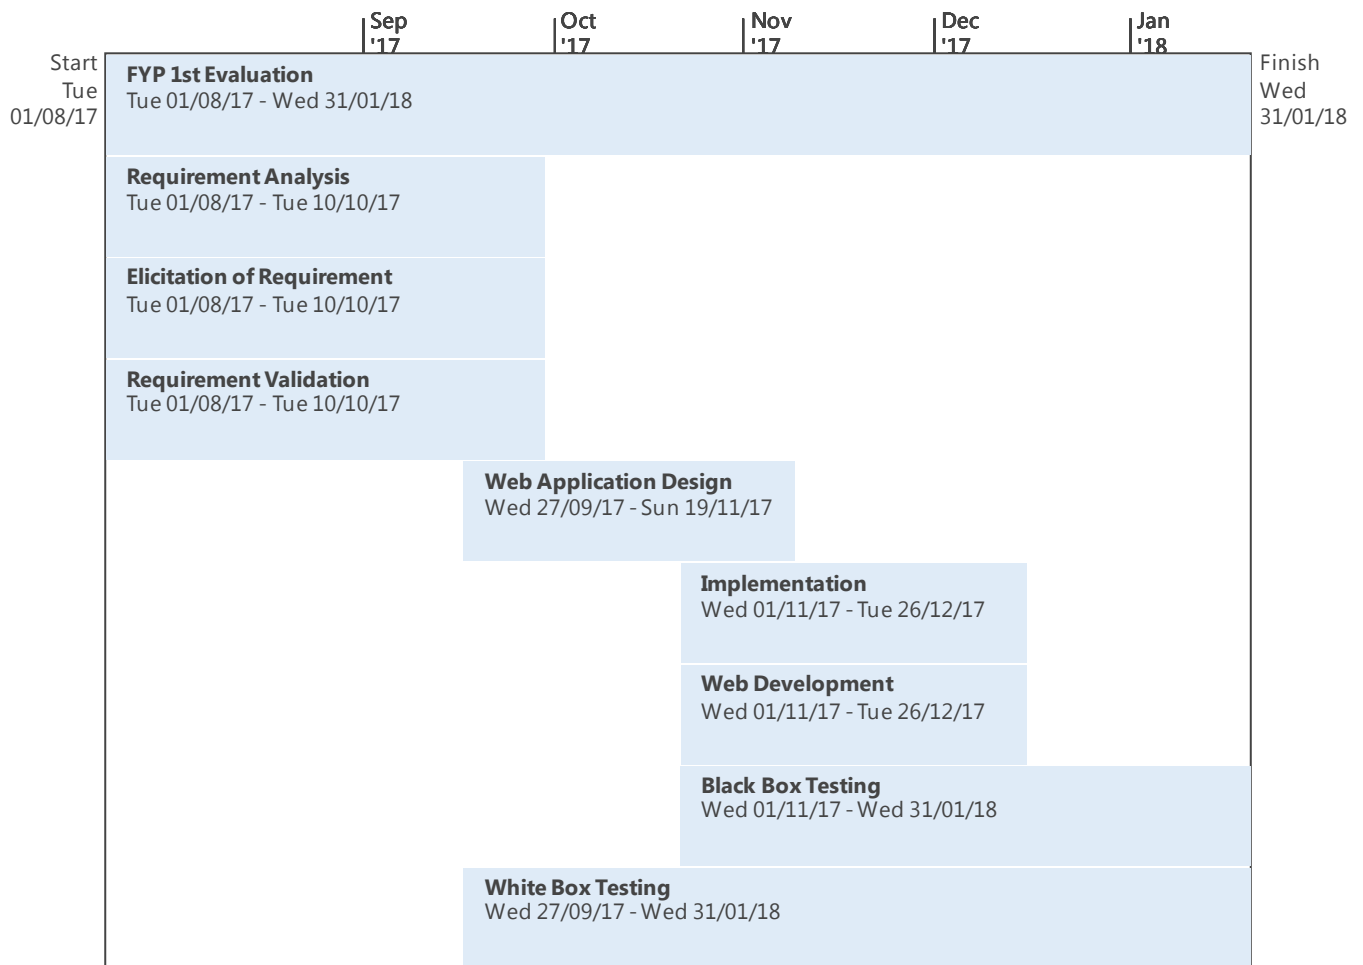 Sep
'17
Oct
'17
Nov
'17
Dec
'17
Jan
'18
Start
Tue
01/08/17
Finish
Wed
31/01/18
FYP 1st Evaluation
Tue 01/08/17 - Wed 31/01/18
Requirement Analysis
Tue 01/08/17 - Tue 10/10/17
Elicitation of Requirement
Tue 01/08/17 - Tue 10/10/17
Requirement Validation
Tue 01/08/17 - Tue 10/10/17
Web Application Design
Wed 27/09/17 - Sun 19/11/17
Implementation
Wed 01/11/17 - Tue 26/12/17
Web Development
Wed 01/11/17 - Tue 26/12/17
Black Box Testing
Wed 01/11/17 - Wed 31/01/18
White Box Testing
Wed 27/09/17 - Wed 31/01/18